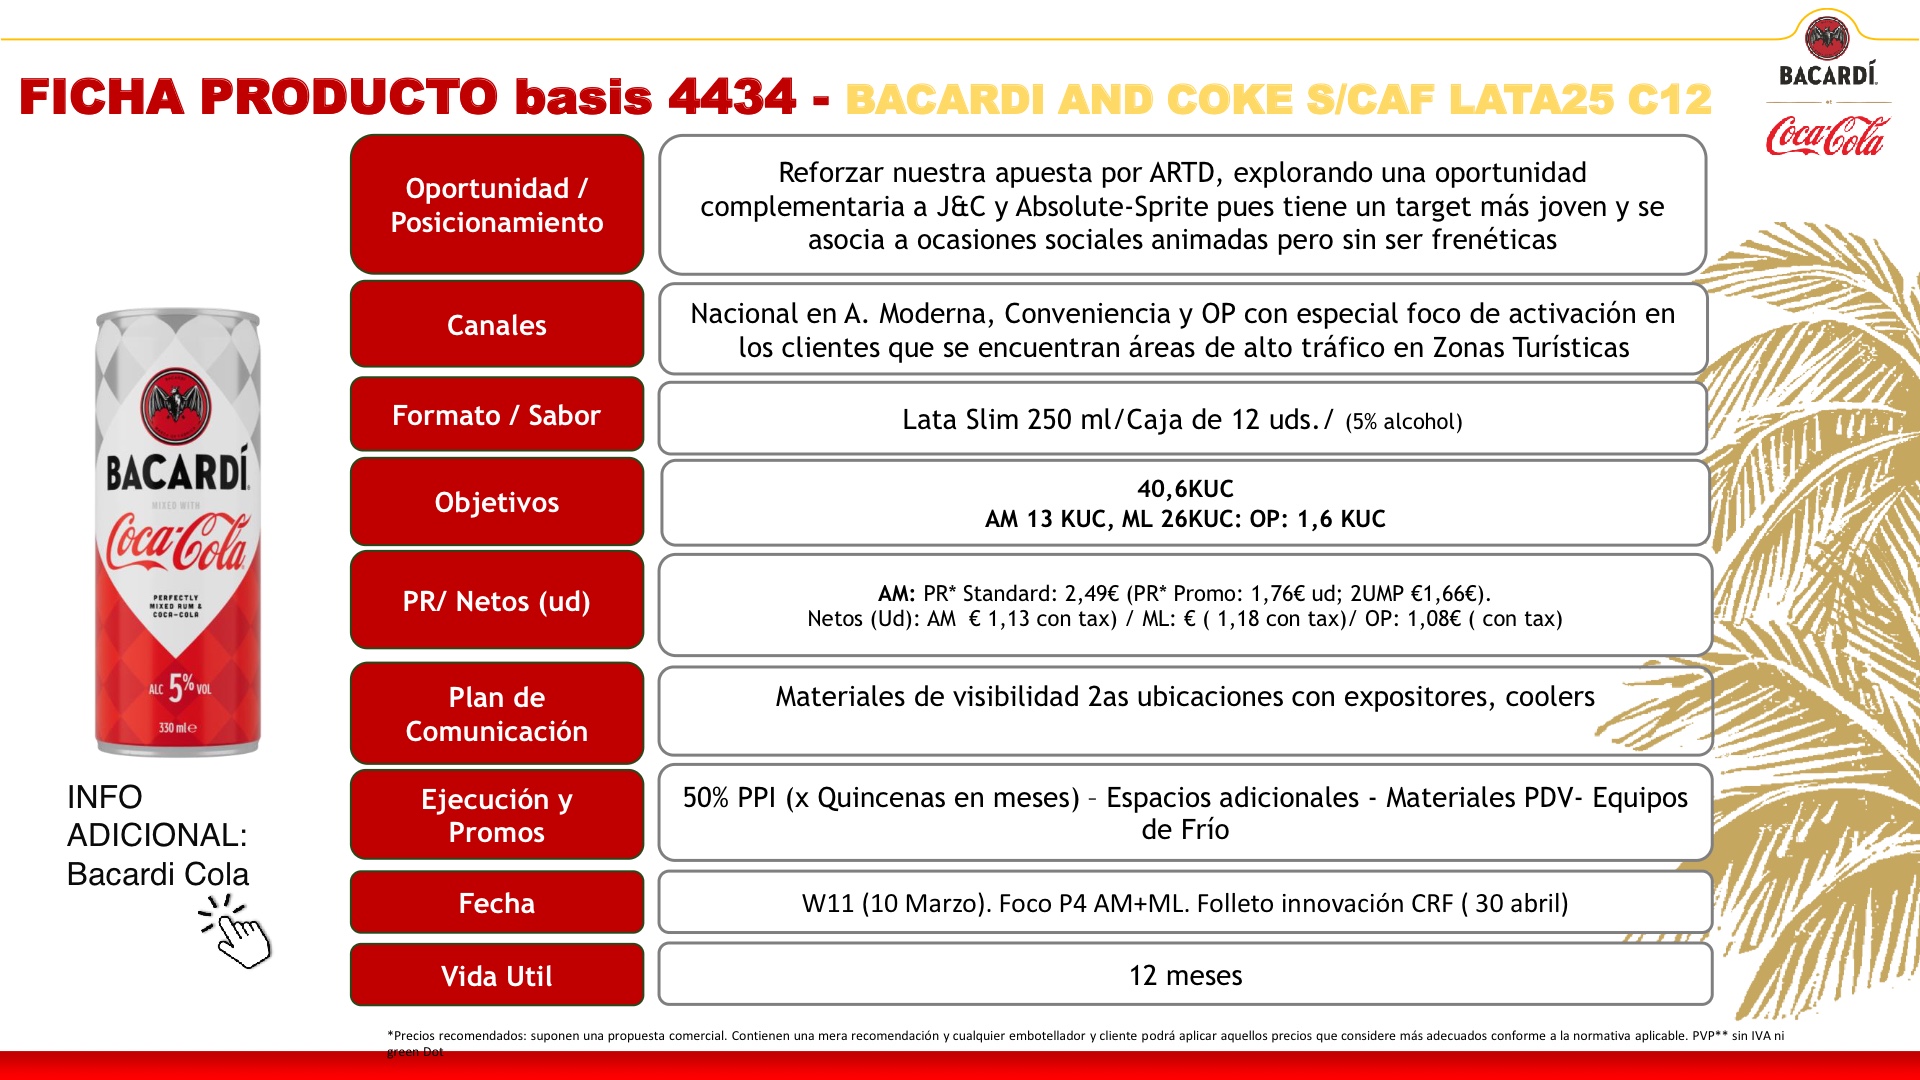 FICHA PRODUCTO basis 4434 - BACARDI AND COKE S/CAF LATA25 C12
BACARDÍ
et
Coca-Cola
Oportunidad /
Posicionamiento
Reforzar nuestra apuesta por ARTD, explorando una oportunidad
complementaria a J&C y Absolute-Sprite pues tiene un target más joven y se
asocia a ocasiones sociales animadas pero sin ser frenéticas
Canales
Nacional en A. Moderna, Conveniencia y OP con especial foco de activación en
los clientes que se encuentran áreas de alto tráfico en Zonas Turísticas
Formato / Sabor
Lata Slim 250 ml/Caja de 12 uds./ (5% alcohol)
Objetivos
40,6KUC
AM 13 KUC, ML 26KUC: OP: 1,6 KUC
PR/ Netos (ud)
AM: PR* Standard: 2,49€ (PR* Promo: 1,76€ ud; 2UMP €1,66€).
Netos (Ud): AM € 1,13 con tax) / ML: € ( 1,18 con tax)/ OP: 1,08€ ( con tax)
Plan de
Comunicación
Materiales de visibilidad 2as ubicaciones con expositores, coolers
Ejecución y
Promos
50% PPI (x Quincenas en meses) – Espacios adicionales - Materiales PDV- Equipos
de Frío
Fecha
W11 (10 Marzo). Foco P4 AM+ML. Folleto innovación CRF ( 30 abril)
Vida Util
12 meses
BACARDÍ
MIXED WITH
Coca-Cola
PERFECTLY
MIXED RUM &
COCA-COLA
ALC 5% VOL
330 ml e
INFO
ADICIONAL:
Bacardi Cola
*Precios recomendados: suponen una propuesta comercial. Contienen una mera recomendación y cualquier embotellador y cliente podrá aplicar aquellos precios que considere más adecuados conforme a la normativa aplicable. PVP** sin IVA ni
green Dot